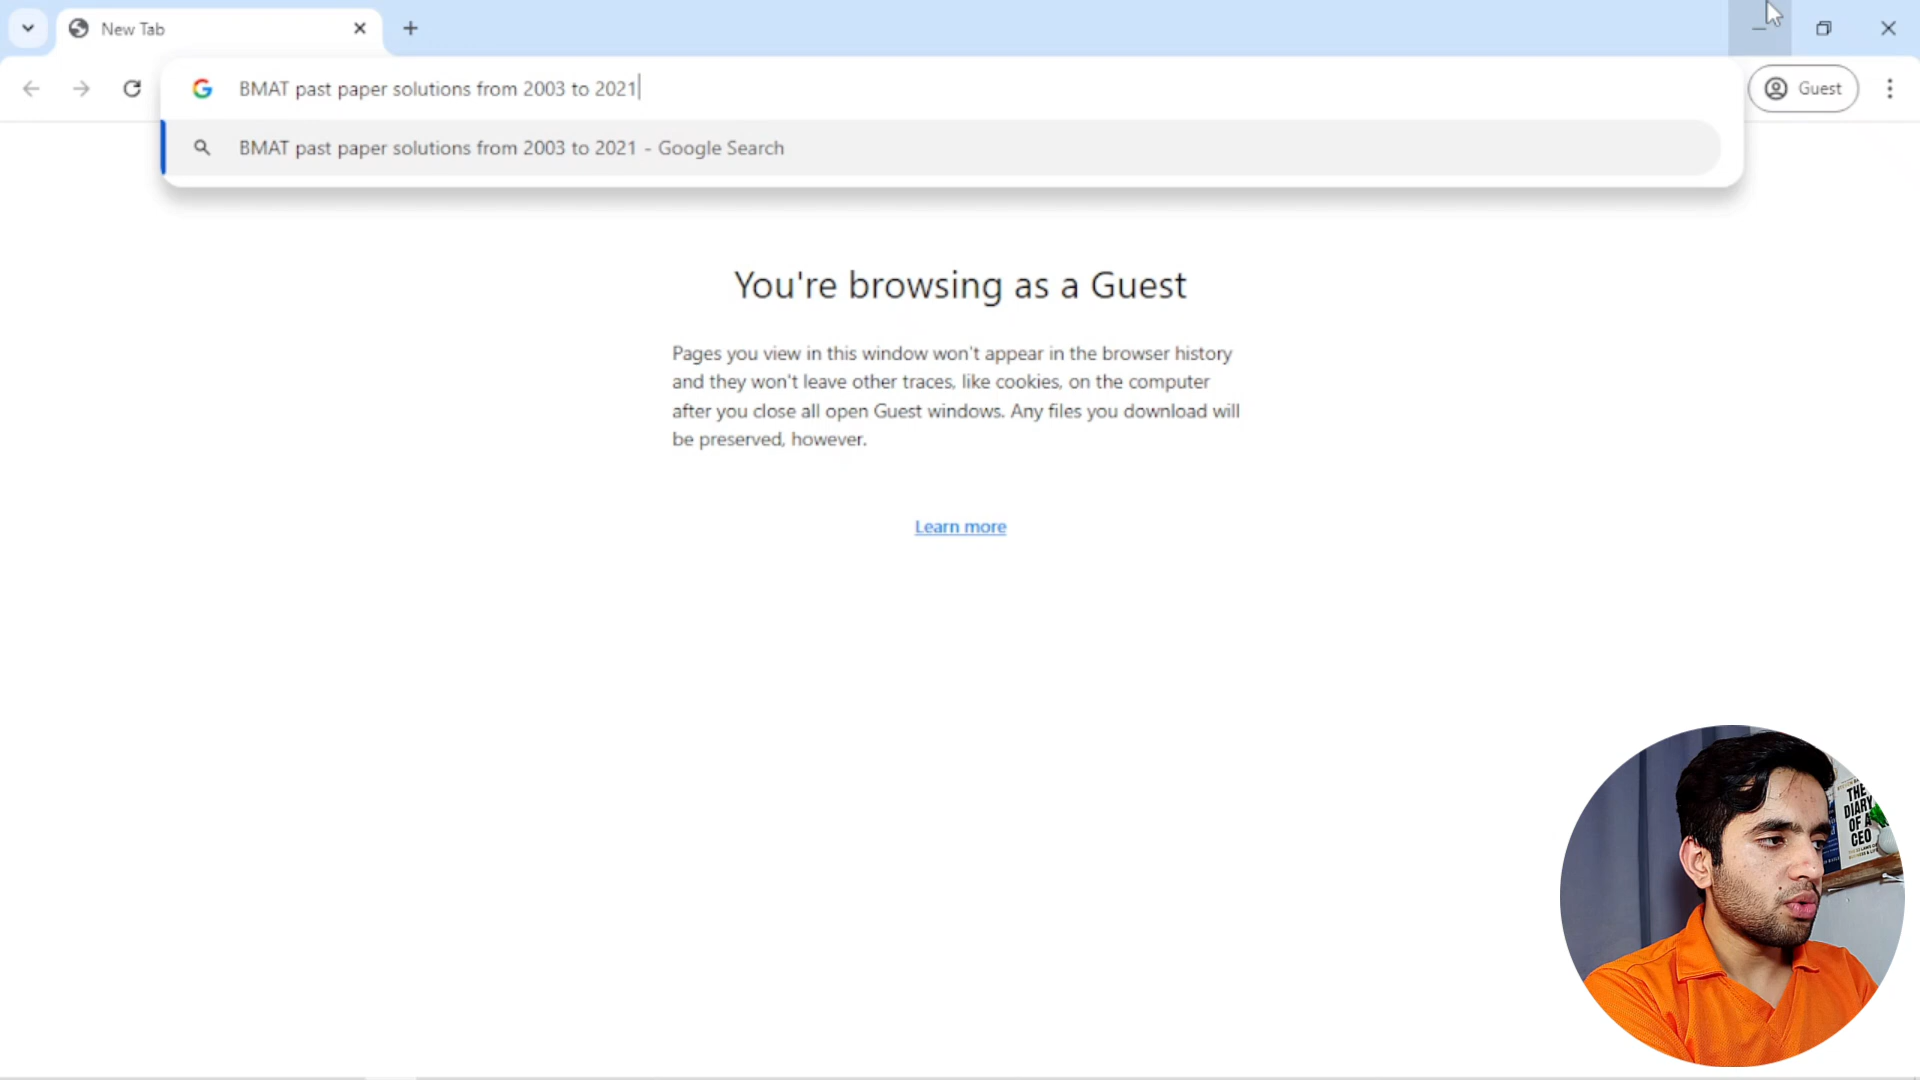 New Tab
BMAT past paper solutions from 2003 to 2021
Guest
BMAT past paper solutions from 2003 to 2021 - Google Search
You're browsing as a Guest
Pages you view in this window won't appear in the browser history
and they won't leave other traces, like cookies, on the computer
after you close all open Guest windows. Any files you download will
be preserved, however.
Learn more
THE
DIARY
OF A
CEO